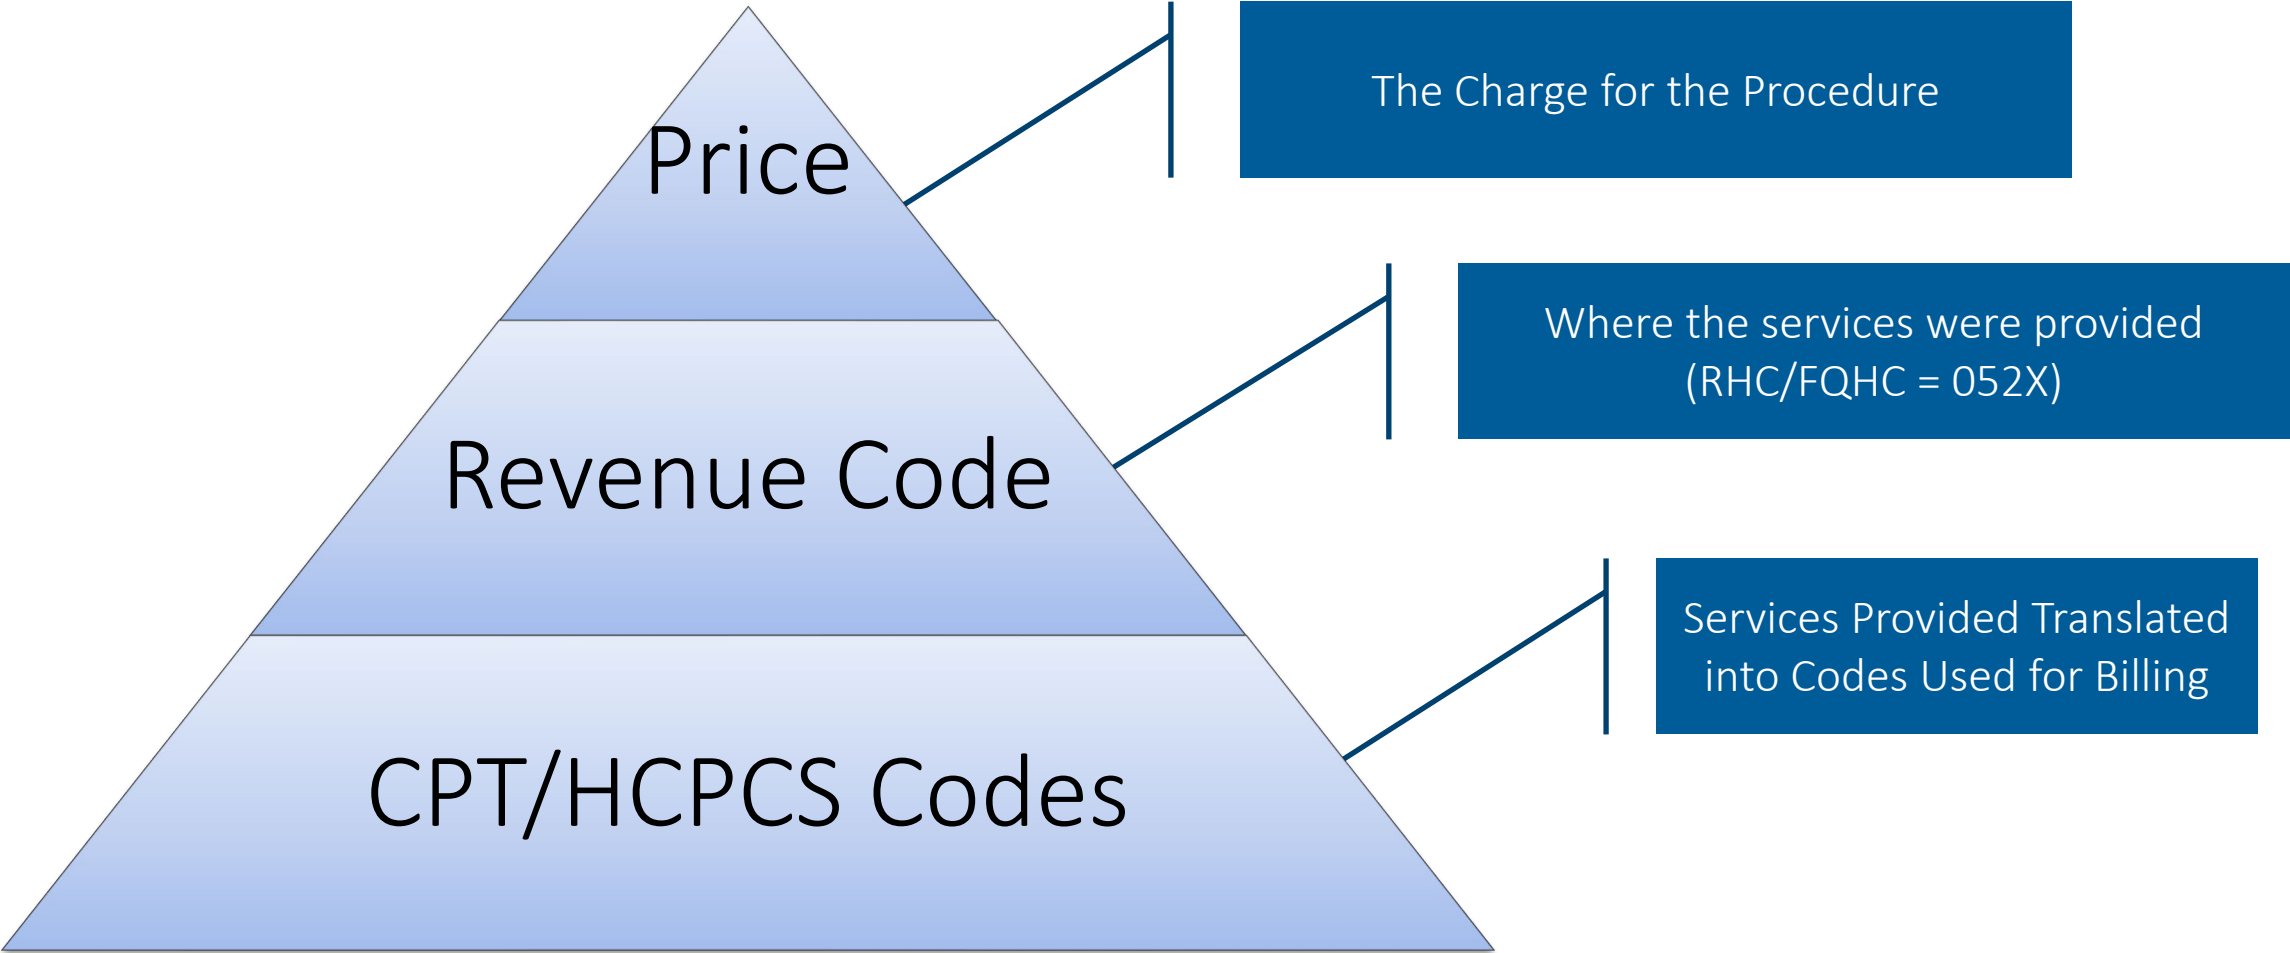 Price
The Charge for the Procedure
Revenue Code
Where the services were provided
(RHC/FQHC = 052X)
CPT/HCPCS Codes
Services Provided Translated
into Codes Used for Billing